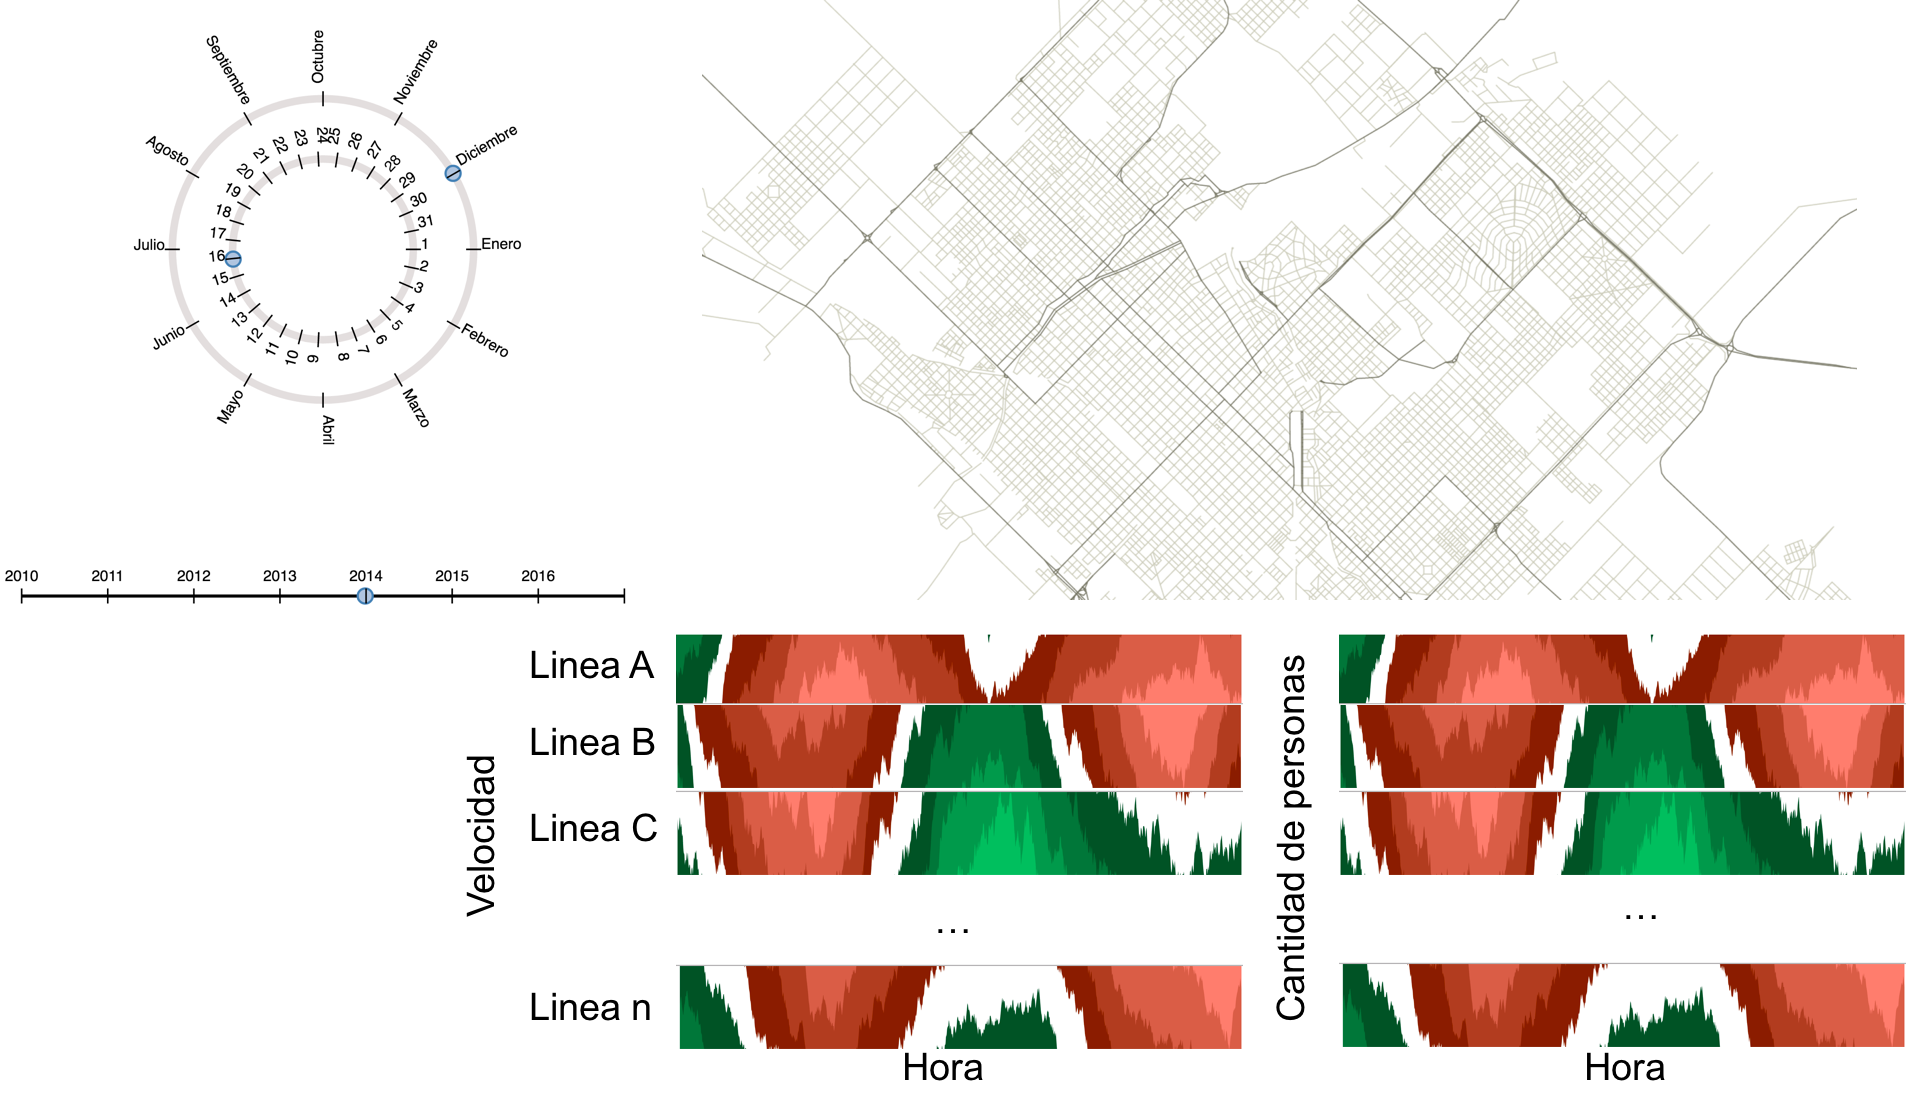 Enero
Febrero
Marzo
Abril
Mayo
Junio
Julio
Agosto
Septiembre
Octubre
Noviembre
Diciembre
1
2
3
4
5
6
7
8
9
10
11
12
13
14
15
16
17
18
19
20
21
22
23
24
25
26
27
28
29
30
31
2010 2011 2012 2013 2014 2015 2016
Velocidad
Linea A
Linea B
Linea C
...
Linea n
Hora
Cantidad de personas
...
Hora